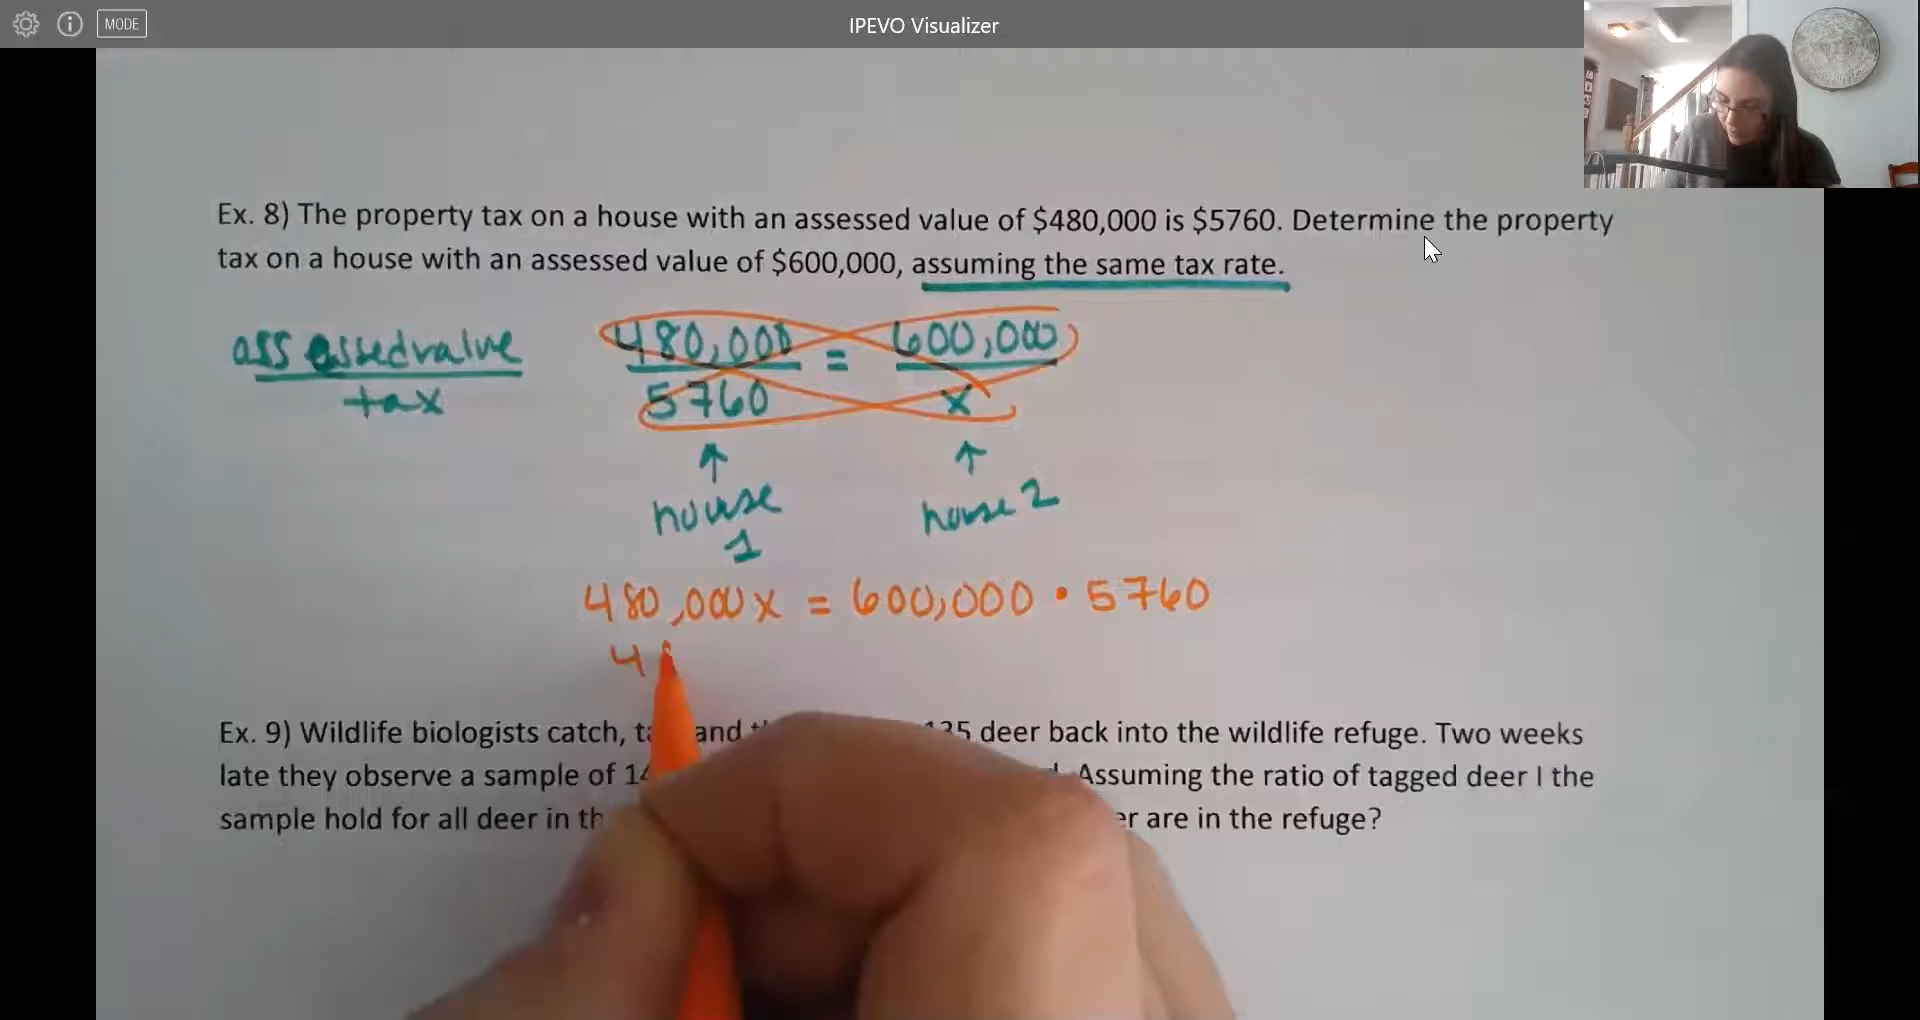 MODE
IPEVO Visualizer
Ex. 8) The property tax on a house with an assessed value of $480,000 is $5760. Determine the property
tax on a house with an assessed value of $600,000, assuming the same tax rate.
assessed value 480,000 = 600,000
tax 5760 x
↑ ↑
house house 2
1
480,000x = 600,000 • 5760
4
Ex. 9) Wildlife biologists catch, and 135 deer back into the wildlife refuge. Two weeks
late they observe a sample of Assuming the ratio of tagged deer I the
sample hold for all deer in are in the refuge?